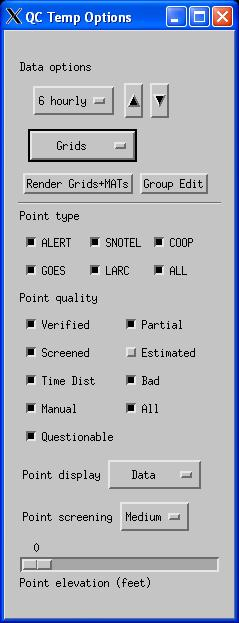 QC Temp Options
Data options
6 hourly
Grids
Render Grids+MATs Group Edit
Point type
ALERT SNOTEL COOP
GOES LARC ALL
Point quality
Verified Partial
Screened Estimated
Time Dist Bad
Manual All
Questionable
Point display Data
Point screening Medium
0
Point elevation (feet)